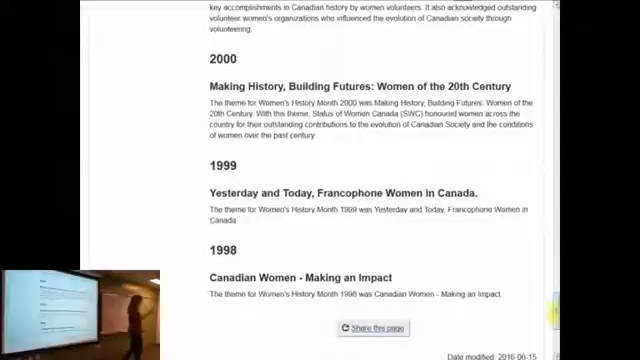 key accomplishments in Canadian history by women volunteers. It also acknowledged outstanding
volunteer women's organizations who influenced the evolution of Canadian society through
volunteering.
2000
Making History, Building Futures: Women of the 20th Century
The theme for Women's History Month 2000 was Making History, Building Futures: Women of the
20th Century. With this theme, Status of Women Canada (SWC) honoured women across the
country for their outstanding contributions to the evolution of Canadian Society and the conditions
of women over the past century
1999
Yesterday and Today, Francophone Women in Canada.
The theme for Women's History Month 1999 was Yesterday and Today, Francophone Women in
Canada
1998
Canadian Women - Making an Impact
The theme for Women's History Month 1998 was Canadian Women - Making an Impact
Share this page
Date modified: 2016-06-15